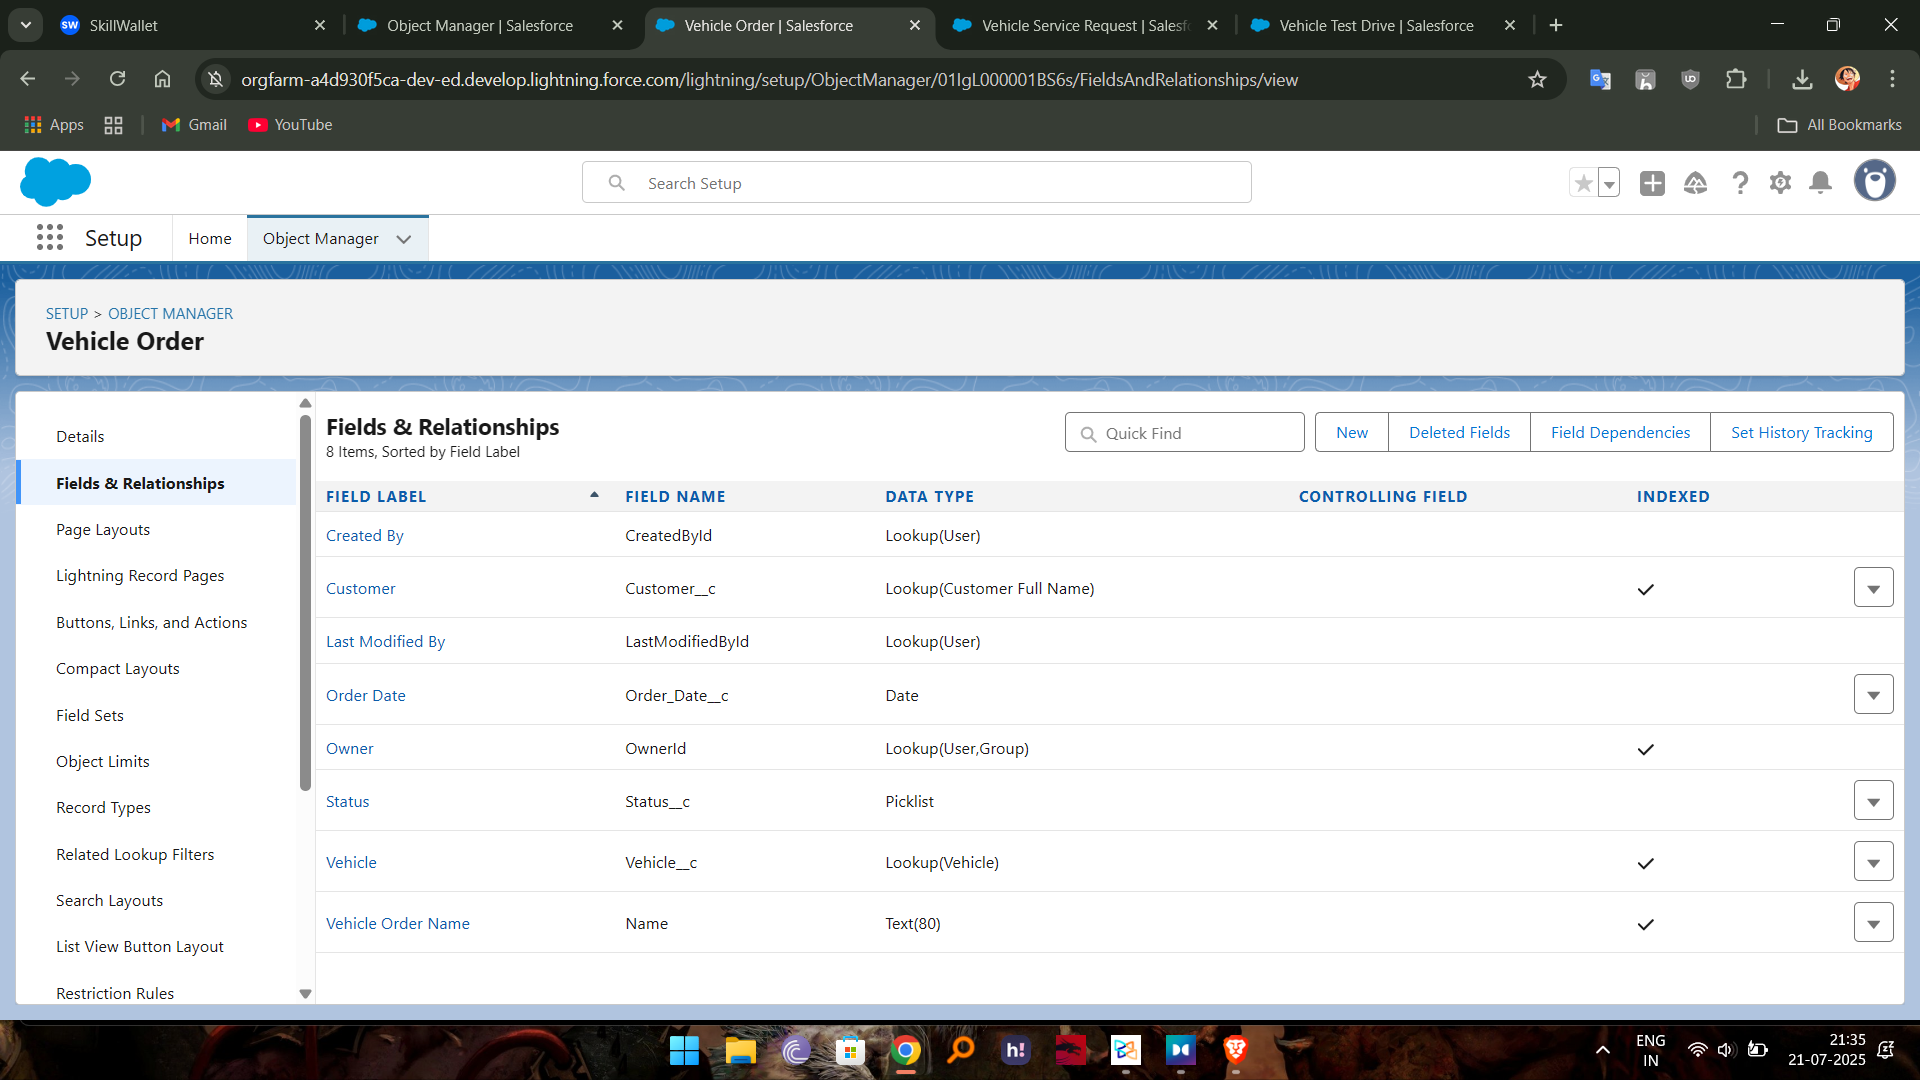 SW SkillWallet
Object Manager | Salesforce
Vehicle Order | Salesforce
Vehicle Service Request | Salesf
Vehicle Test Drive | Salesforce
orgfarm-a4d930f5ca-dev-ed.develop.lightning.force.com/lightning/setup/ObjectManager/01IgL000001BS6s/FieldsAndRelationships/view
Apps
Gmail
YouTube
All Bookmarks
Search Setup
Setup
Home
Object Manager
SETUP > OBJECT MANAGER
Vehicle Order
Details
Fields & Relationships
Page Layouts
Lightning Record Pages
Buttons, Links, and Actions
Compact Layouts
Field Sets
Object Limits
Record Types
Related Lookup Filters
Search Layouts
List View Button Layout
Restriction Rules
Fields & Relationships
8 Items, Sorted by Field Label
Quick Find
New
Deleted Fields
Field Dependencies
Set History Tracking
FIELD LABEL FIELD NAME DATA TYPE CONTROLLING FIELD INDEXED
Created By CreatedById Lookup(User)
Customer Customer__c Lookup(Customer Full Name)
Last Modified By LastModifiedById Lookup(User)
Order Date Order_Date__c Date
Owner OwnerId Lookup(User,Group)
Status Status__c Picklist
Vehicle Vehicle__c Lookup(Vehicle)
Vehicle Order Name Name Text(80)
h!
ENG
IN
21:35
21-07-2025